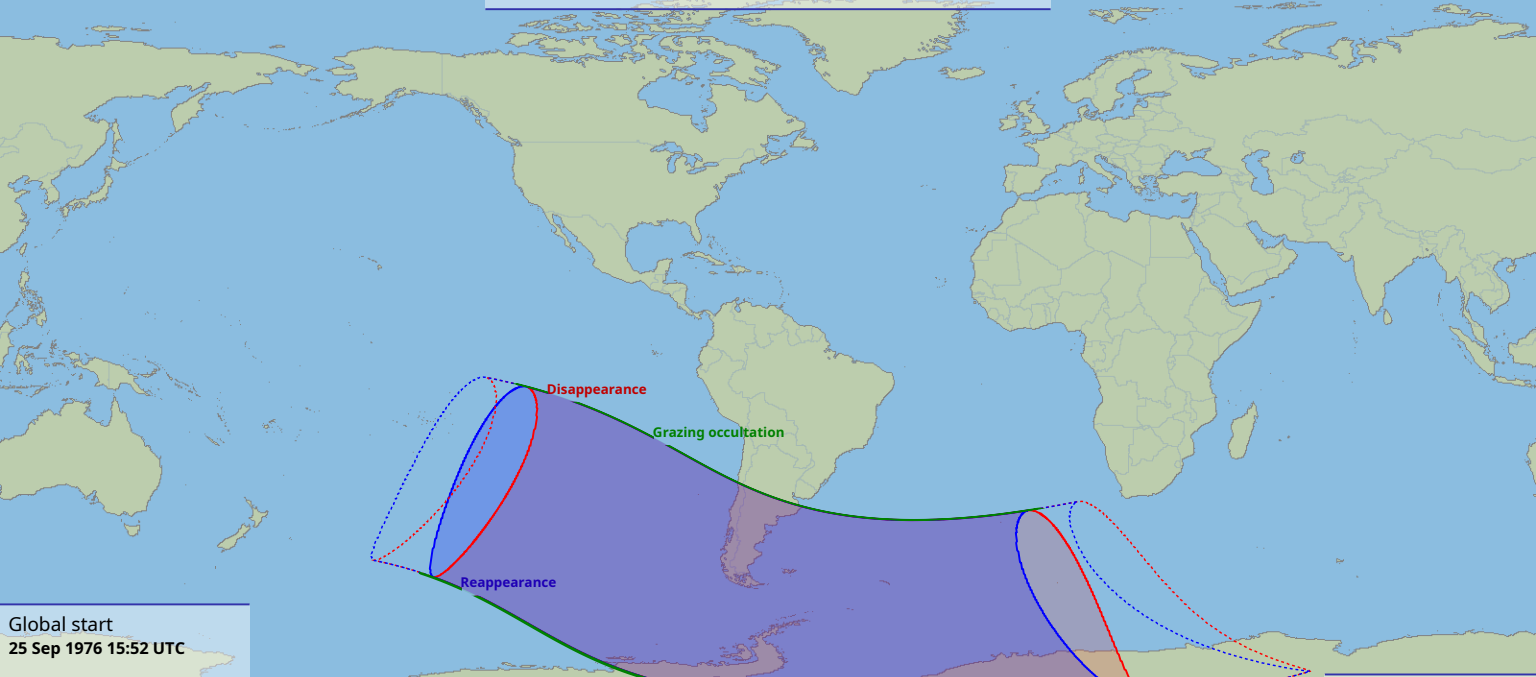 Disappearance
Grazing occultation
Reappearance
Global start
25 Sep 1976 15:52 UTC